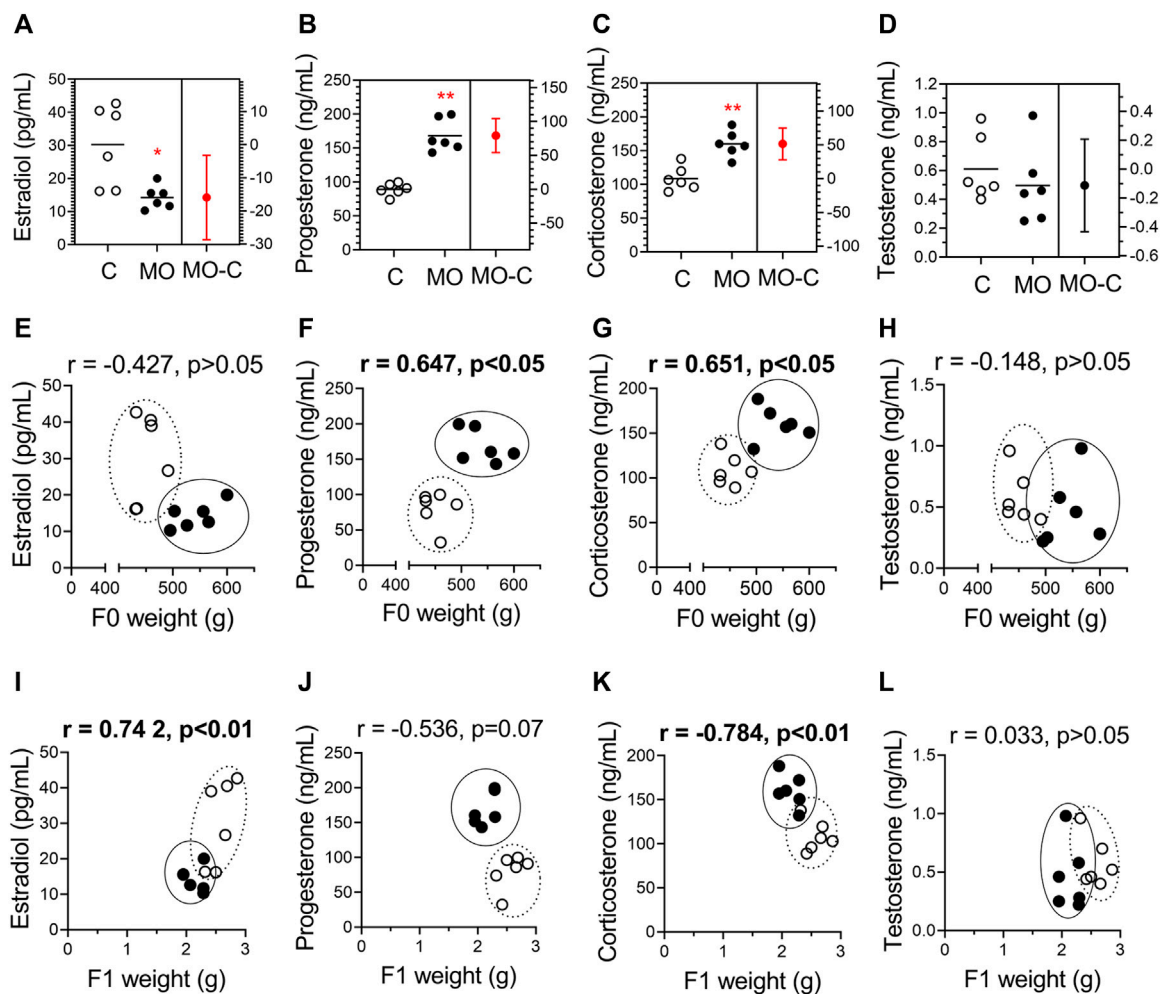 A
B
C
D
Estradiol (pg/mL)
50
40
30
20
10
0
*
10
0
-10
-20
-30
C MO MO-C
Progesterone (ng/mL)
250
200
150
100
50
0
**
150
100
50
0
-50
C MO MO-C
Corticosterone (ng/mL)
250
200
150
100
50
0
**
100
50
0
-50
-100
C MO MO-C
Testosterone (ng/mL)
1.2
1.0
0.8
0.6
0.4
0.2
0.0
0.4
0.2
0.0
-0.2
-0.4
-0.6
C MO MO-C
E
F
G
H
r = -0.427, p>0.05
Estradiol (pg/mL)
50
40
30
20
10
0
400 500 600
F0 weight (g)
r = 0.647, p<0.05
Progesterone (ng/mL)
250
200
150
100
50
0
400 500 600
F0 weight (g)
r = 0.651, p<0.05
Corticosterone (ng/mL)
200
150
100
50
0
400 500 600
F0 weight (g)
r = -0.148, p>0.05
Testosterone (ng/mL)
1.5
1.0
0.5
0.0
400 500 600
F0 weight (g)
I
J
K
L
r = 0.74 2, p<0.01
Estradiol (pg/mL)
50
40
30
20
10
0
0 1 2 3
F1 weight (g)
r = -0.536, p=0.07
Progesterone (ng/mL)
250
200
150
100
50
0
0 1 2 3
F1 weight (g)
r = -0.784, p<0.01
Corticosterone (ng/mL)
200
150
100
50
0
0 1 2 3
F1 weight (g)
r = 0.033, p>0.05
Testosterone (ng/mL)
1.5
1.0
0.5
0.0
0 1 2 3
F1 weight (g)